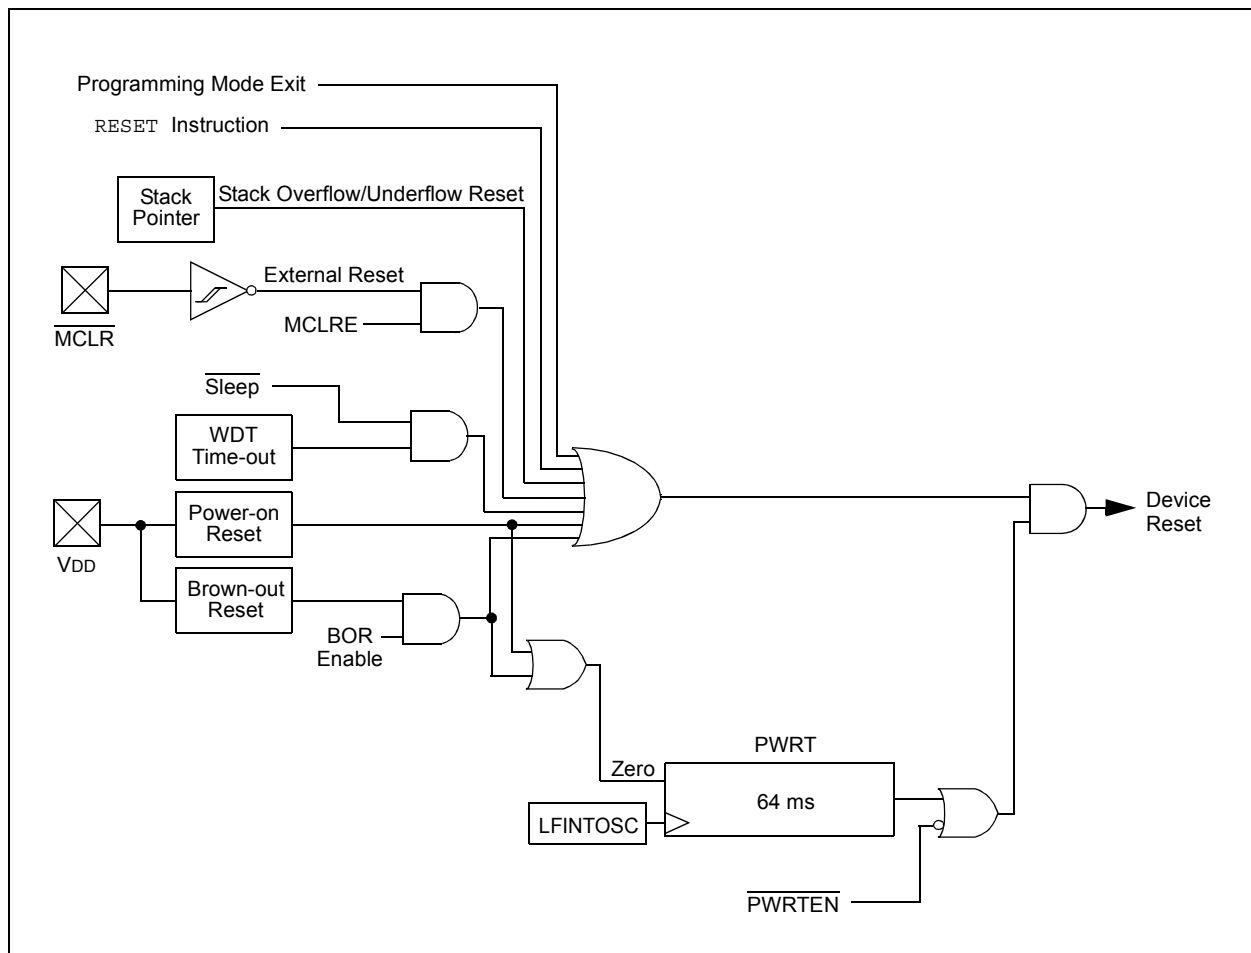 Programming Mode Exit
RESET Instruction
Stack
Pointer
Stack Overflow/Underflow Reset
External Reset
MCLR
MCLRE
Sleep
WDT
Time-out
VDD
Power-on
Reset
Brown-out
Reset
BOR
Enable
Device
Reset
PWRT
Zero
64 ms
LFINTOSC
PWRTEN